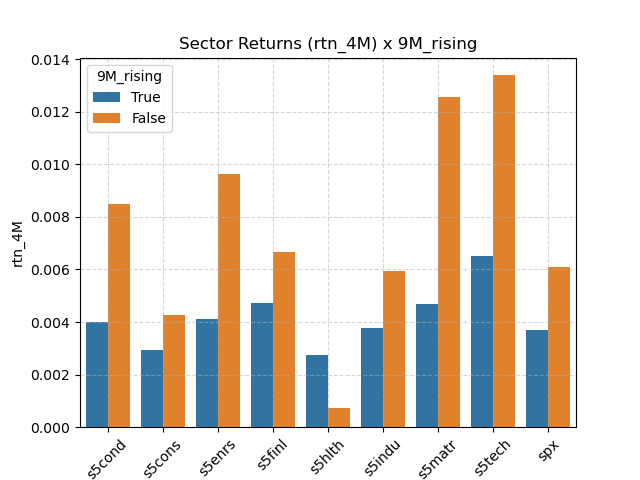 Sector Returns (rtn_4M) x 9M_rising
9M_rising
True
False
rtn_4M
0.014
0.012
0.010
0.008
0.006
0.004
0.002
0.000
s5cond
s5cons
s5enrs
s5finl
s5hlth
s5indu
s5matr
s5tech
spx